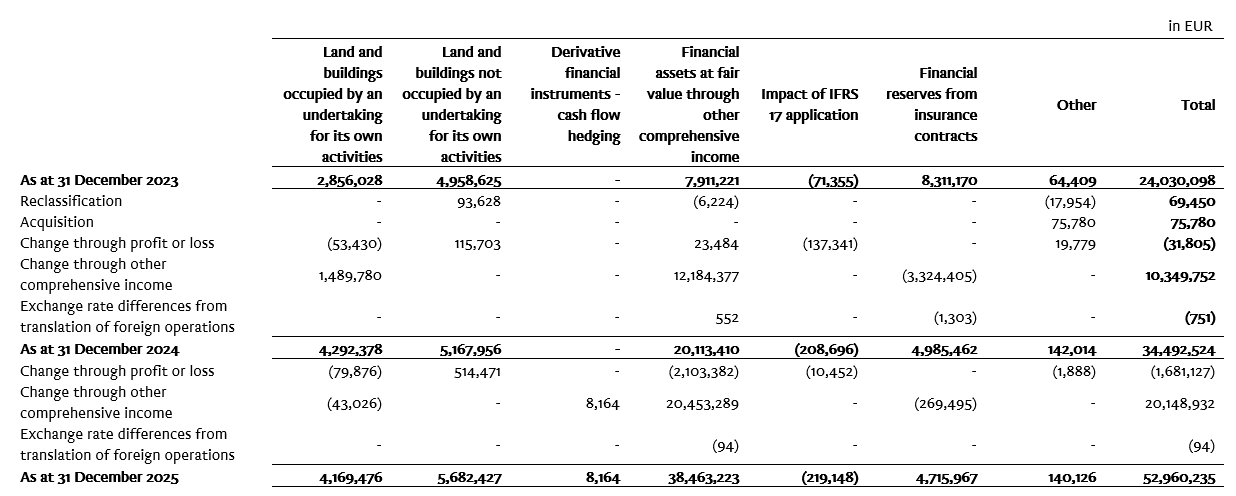 in EUR
Land and buildings occupied by an undertaking for its own activities | Land and buildings not occupied by an undertaking for its own activities | Derivative financial instruments - cash flow hedging | Financial assets at fair value through other comprehensive income | Impact of IFRS 17 application | Financial reserves from insurance contracts | Other | Total
As at 31 December 2023 | 2,856,028 | 4,958,625 | - | 7,911,221 | (71,355) | 8,311,170 | 64,409 | 24,030,098
Reclassification | - | 93,628 | - | (6,224) | - | - | (17,954) | 69,450
Acquisition | - | - | - | - | - | - | 75,780 | 75,780
Change through profit or loss | (53,430) | 115,703 | - | 23,484 | (137,341) | - | 19,779 | (31,805)
Change through other comprehensive income | 1,489,780 | - | - | 12,184,377 | - | (3,324,405) | - | 10,349,752
Exchange rate differences from translation of foreign operations | - | - | - | 552 | - | (1,303) | - | (751)
As at 31 December 2024 | 4,292,378 | 5,167,956 | - | 20,113,410 | (208,696) | 4,985,462 | 142,014 | 34,492,524
Change through profit or loss | (79,876) | 514,471 | - | (2,103,382) | (10,452) | - | (1,888) | (1,681,127)
Change through other comprehensive income | (43,026) | - | 8,164 | 20,453,289 | - | (269,495) | - | 20,148,932
Exchange rate differences from translation of foreign operations | - | - | - | (94) | - | - | - | (94)
As at 31 December 2025 | 4,169,476 | 5,682,427 | 8,164 | 38,463,223 | (219,148) | 4,715,967 | 140,126 | 52,960,235